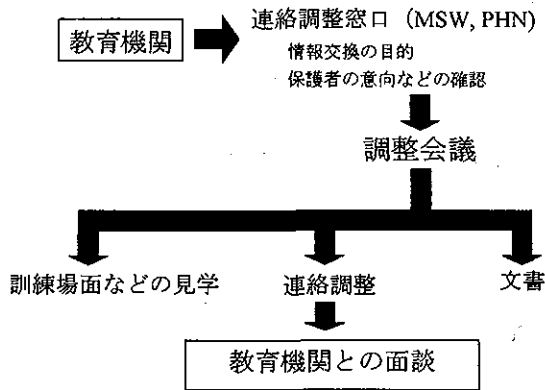 教育機関
連絡調整窓口（MSW, PHN)
情報交換の目的
保護者の意向などの確認
調整会議
訓練場面などの見学
連絡調整
文書
教育機関との面談